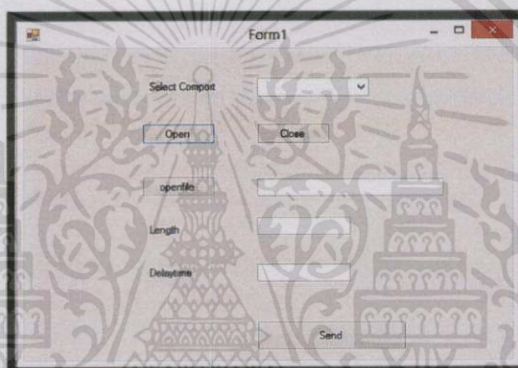 Form1
Select Comport
Open Close
openfile
Length
Delaytime
Send